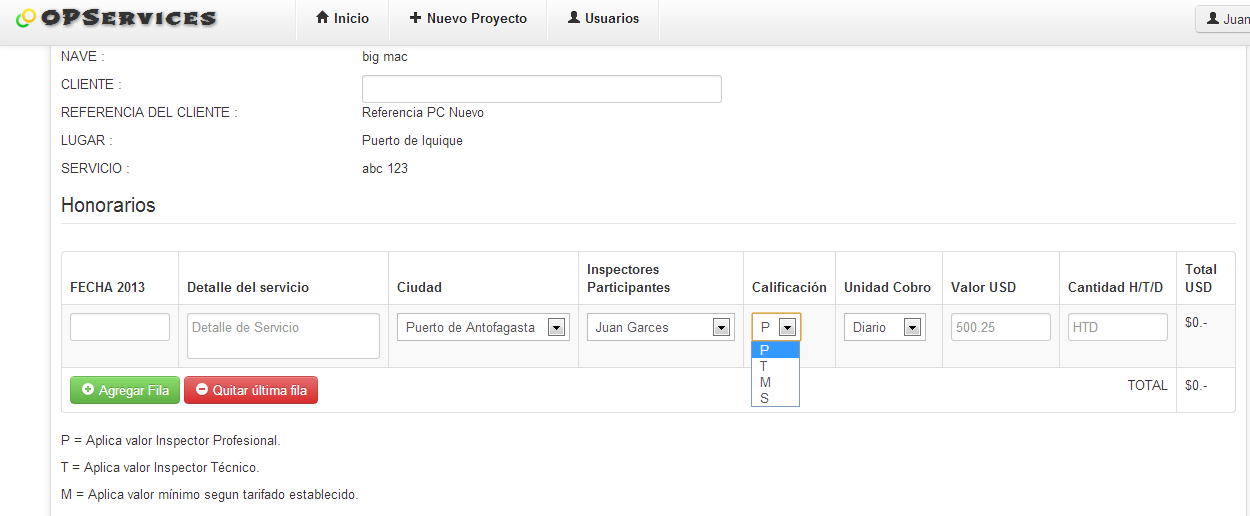 OPServices
Inicio
Nuevo Proyecto
Usuarios
Juan
NAVE :
big mac
CLIENTE :
REFERENCIA DEL CLIENTE :
Referencia PC Nuevo
LUGAR :
Puerto de Iquique
SERVICIO :
abc 123
Honorarios
FECHA 2013
Detalle del servicio
Ciudad
Inspectores
Participantes
Calificación
Unidad Cobro
Valor USD
Cantidad H/T/D
Total
USD
Detalle de Servicio
Puerto de Antofagasta
Juan Garces
P
Diario
500.25
HTD
$0.-
P
T
M
S
Agregar Fila
Quitar última fila
TOTAL
$0.-
P = Aplica valor Inspector Profesional.
T = Aplica valor Inspector Técnico.
M = Aplica valor mínimo segun tarifado establecido.